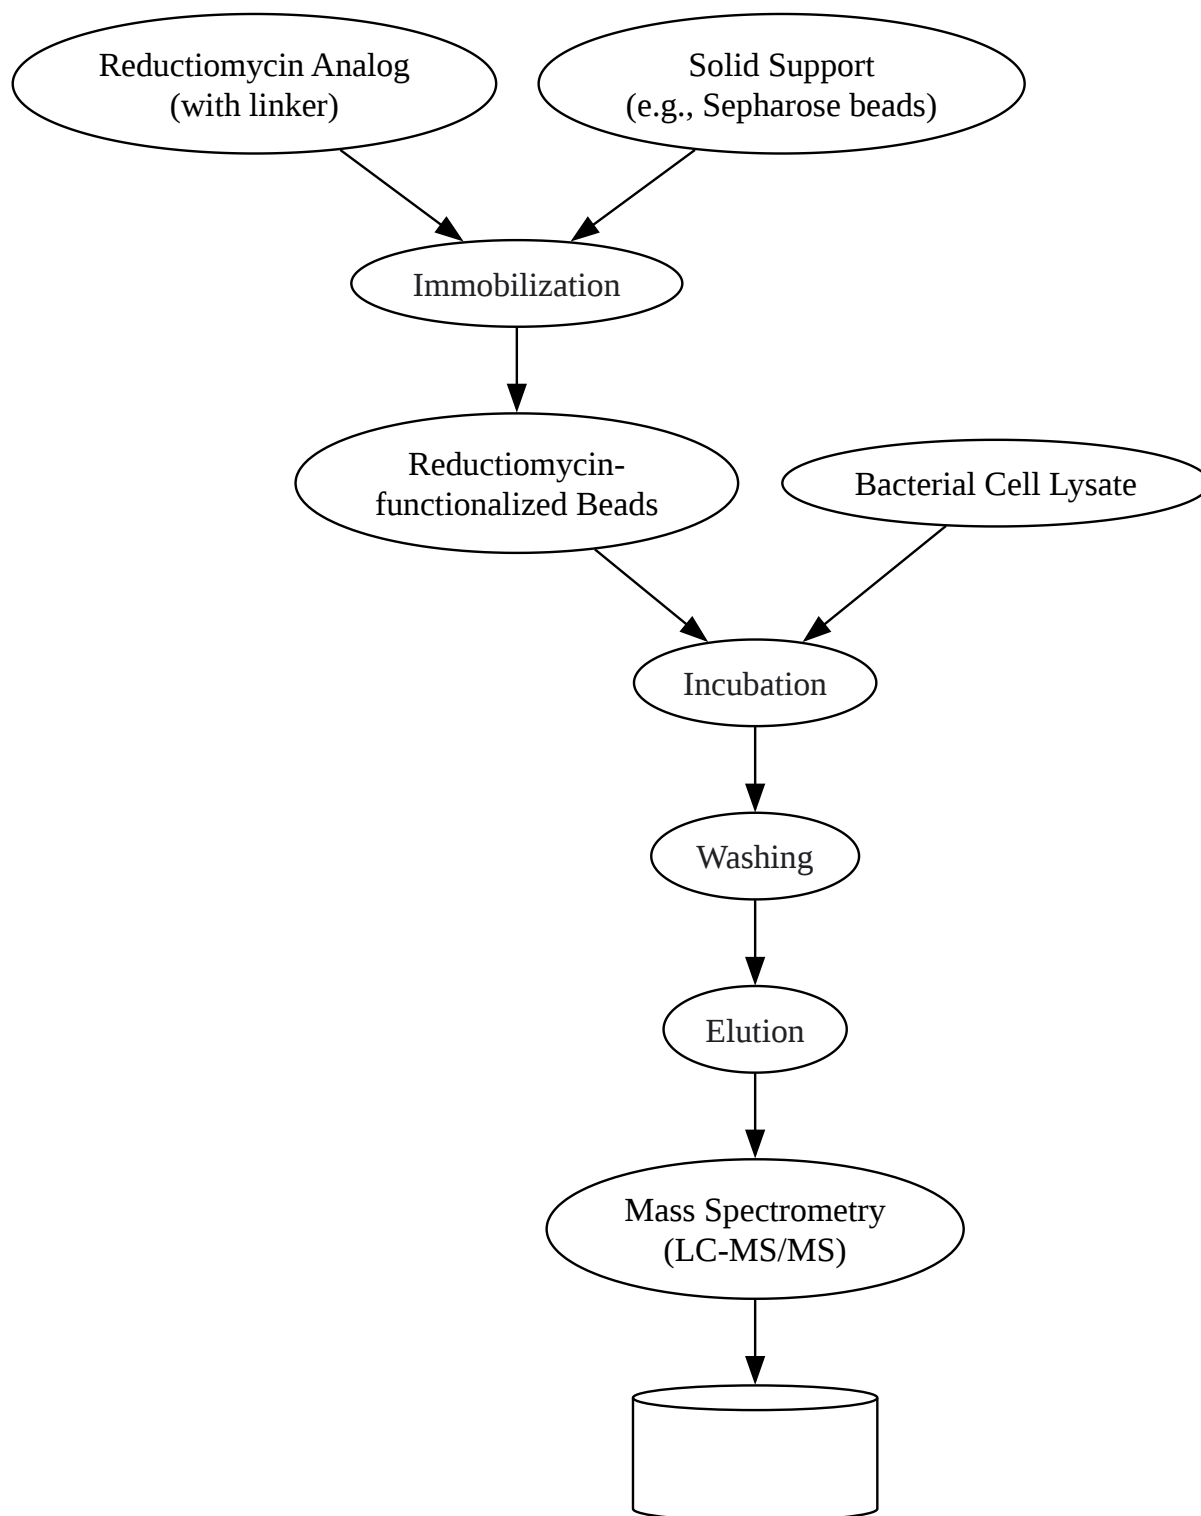 Reductiomycin Analog
(with linker)
Solid Support
(e.g., Sepharose beads)
Immobilization
Reductiomycin-
functionalized Beads
Bacterial Cell Lysate
Incubation
Washing
Elution
Mass Spectrometry
(LC-MS/MS)